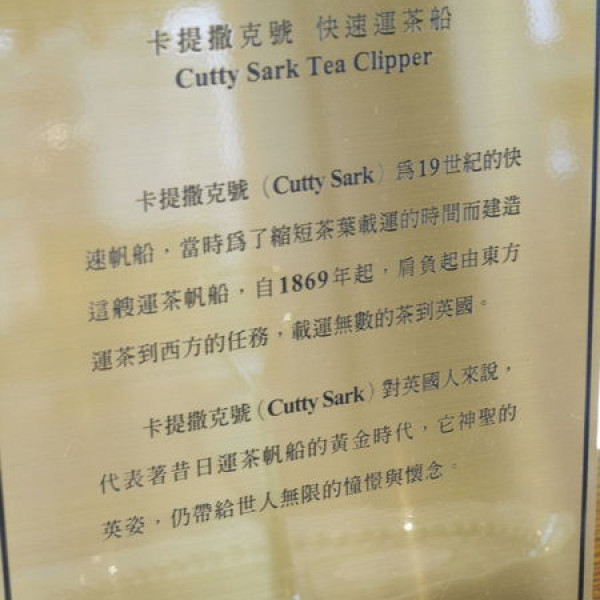 卡提撒克號 快速運茶船
Cutty Sark Tea Clipper
卡提撒克號（Cutty Sark）為19世紀的快
速帆船，當時為了縮短茶葉載運的時間而建造
這艘運茶帆船，自1869年起，肩負起由東方
運茶到西方的任務，載運無數的茶到英國。
卡提撒克號（Cutty Sark）對英國人來說，
代表著昔日運茶帆船的黃金時代，它神聖的
英姿，仍帶給世人無限的憧憬與懷念。